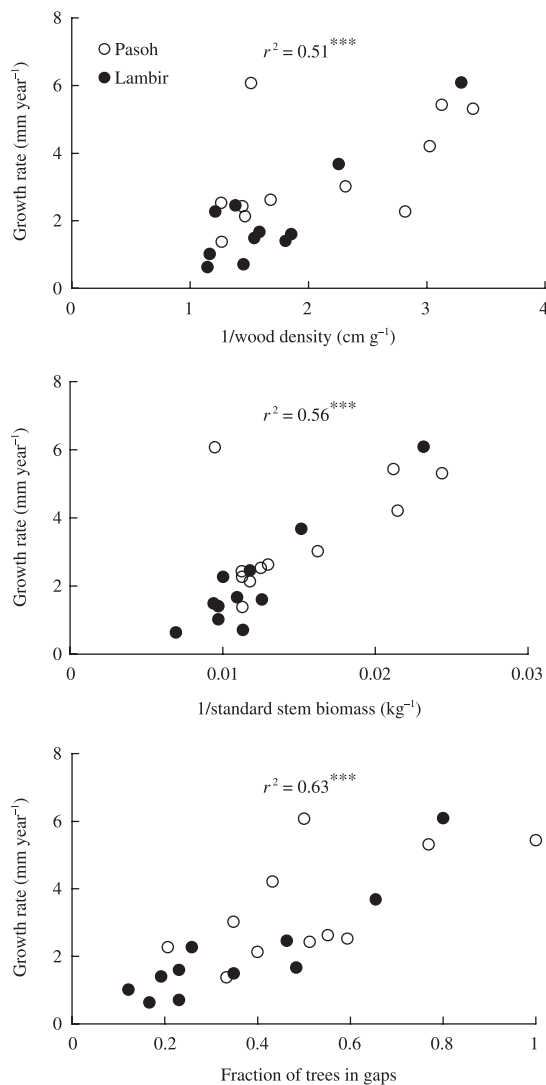 8
r² = 0.51***
Pasoh
Lambir
6
4
2
0
Growth rate (mm year⁻¹)
0 1 2 3 4
1/wood density (cm g⁻¹)
8
r² = 0.56***
6
4
2
0
Growth rate (mm year⁻¹)
0 0.01 0.02 0.03
1/standard stem biomass (kg⁻¹)
8
r² = 0.63***
6
4
2
0
Growth rate (mm year⁻¹)
0 0.2 0.4 0.6 0.8 1
Fraction of trees in gaps